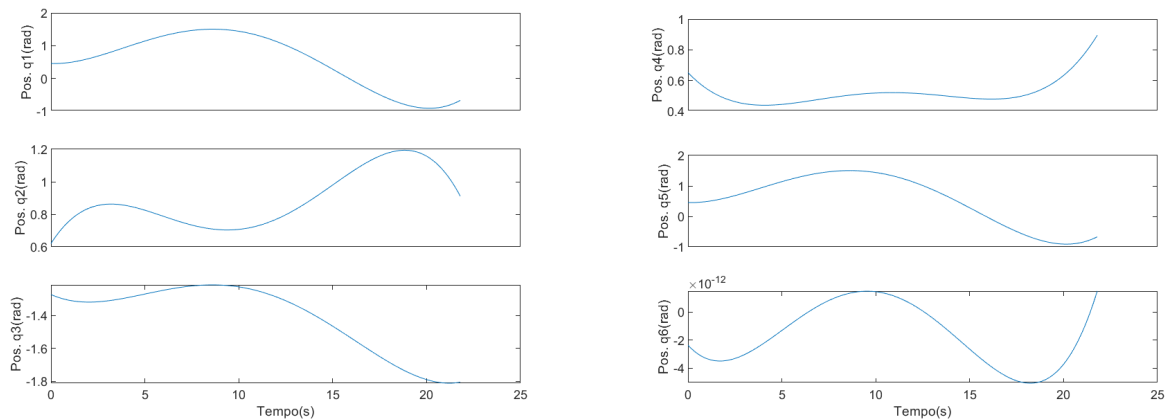 2
1
0
-1
Pos. q1(rad)
1.2
1
0.8
0.6
Pos. q2(rad)
-1.4
-1.6
-1.8
Pos. q3(rad)
0 5 10 15 20 25
Tempo(s)
1
0.8
0.6
0.4
Pos. q4(rad)
2
1
0
-1
Pos. q5(rad)
×10-12
0
-2
-4
Pos. q6(rad)
0 5 10 15 20 25
Tempo(s)